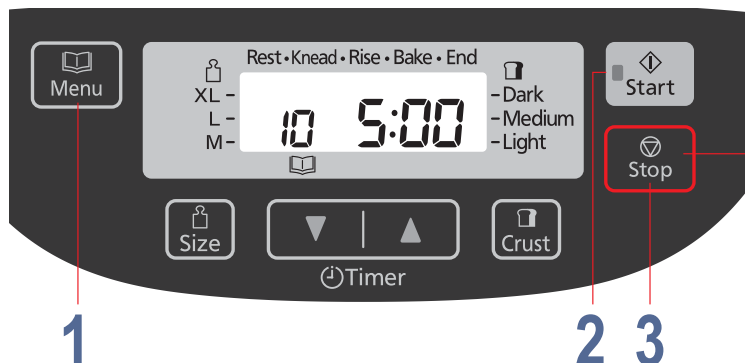 Menu
Rest • Knead • Rise • Bake • End
XL -
L -
M -
10 5:00
- Dark
- Medium
- Light
Start
Stop
Size
Timer
Crust
1
2
3